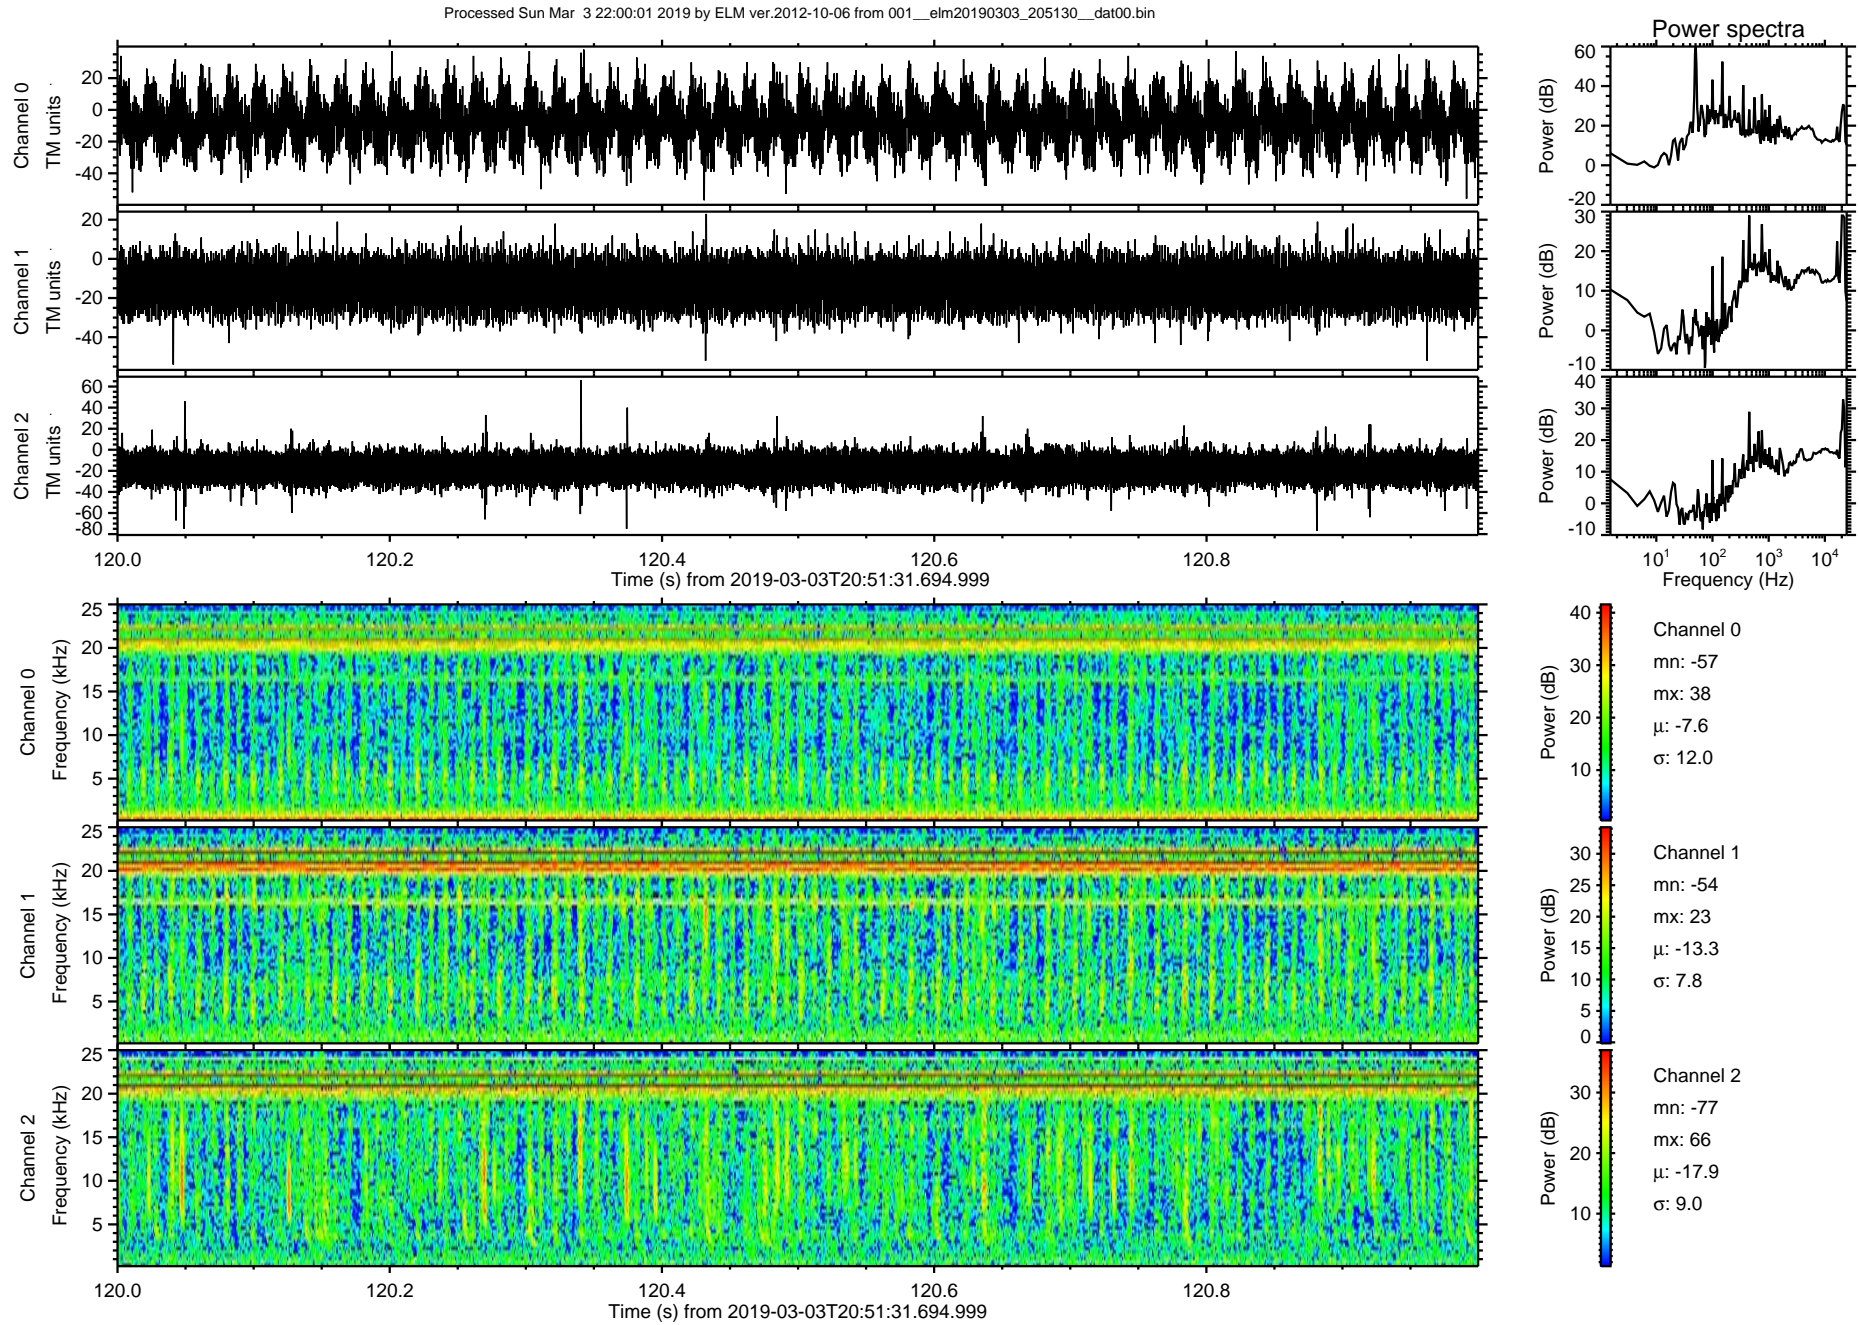 Processed Sun Mar  3 22:00:01 2019 by ELM ver.2012-10-06 from 001__elm20190303_205130__dat00.bin
Power spectra
Channel 0
TM units
20
0
-20
-40
Power (dB)
60
40
20
0
-20
Channel 1
TM units
20
0
-20
-40
Power (dB)
30
20
10
0
-10
Channel 2
TM units
60
40
20
0
-20
-40
-60
-80
Power (dB)
40
30
20
10
0
-10
120.0 120.2 120.4 120.6 120.8
Time (s) from 2019-03-03T20:51:31.694.999
10¹ 10² 10³ 10⁴
Frequency (Hz)
Channel 0
Frequency (kHz)
25
20
15
10
5
Power (dB)
40
30
20
10
Channel 0
mn: -57
mx: 38
μ: -7.6
σ: 12.0
Channel 1
Frequency (kHz)
25
20
15
10
5
Power (dB)
30
25
20
15
10
5
0
Channel 1
mn: -54
mx: 23
μ: -13.3
σ: 7.8
Channel 2
Frequency (kHz)
25
20
15
10
5
Power (dB)
30
20
10
Channel 2
mn: -77
mx: 66
μ: -17.9
σ: 9.0
120.0 120.2 120.4 120.6 120.8
Time (s) from 2019-03-03T20:51:31.694.999